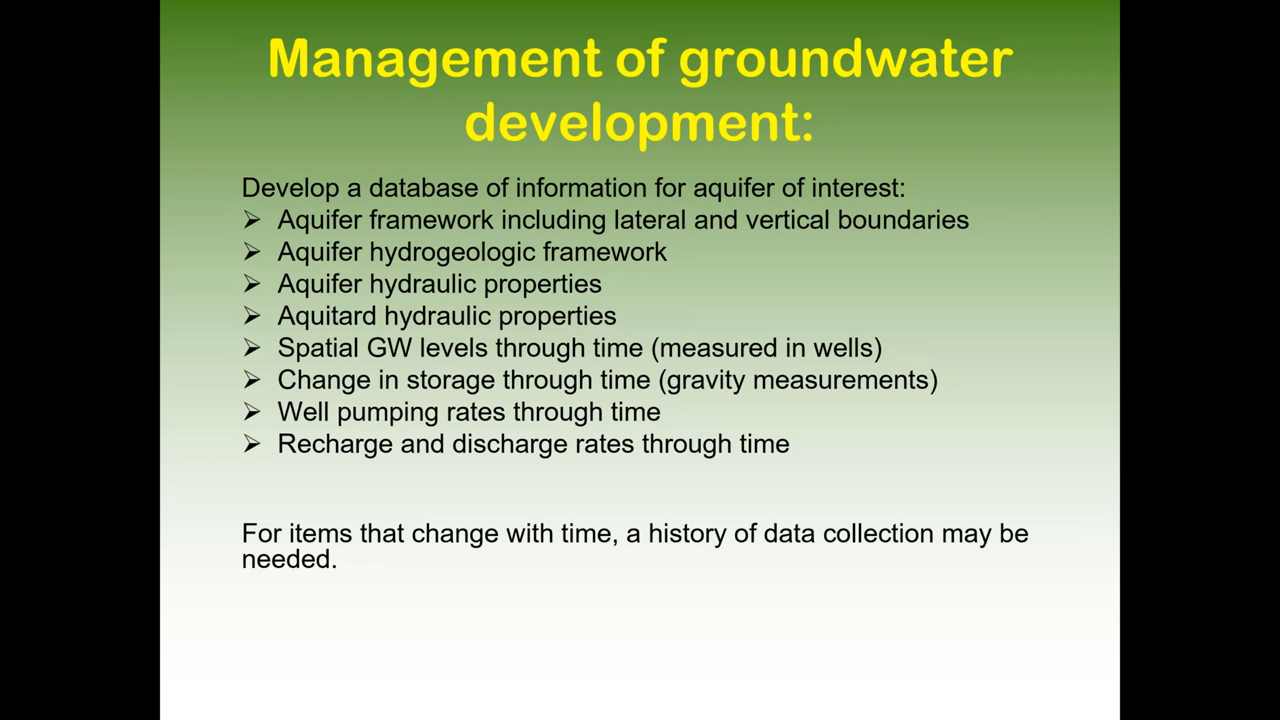 Management of groundwater
development:
Develop a database of information for aquifer of interest:
➢ Aquifer framework including lateral and vertical boundaries
➢ Aquifer hydrogeologic framework
➢ Aquifer hydraulic properties
➢ Aquitard hydraulic properties
➢ Spatial GW levels through time (measured in wells)
➢ Change in storage through time (gravity measurements)
➢ Well pumping rates through time
➢ Recharge and discharge rates through time
For items that change with time, a history of data collection may be
needed.